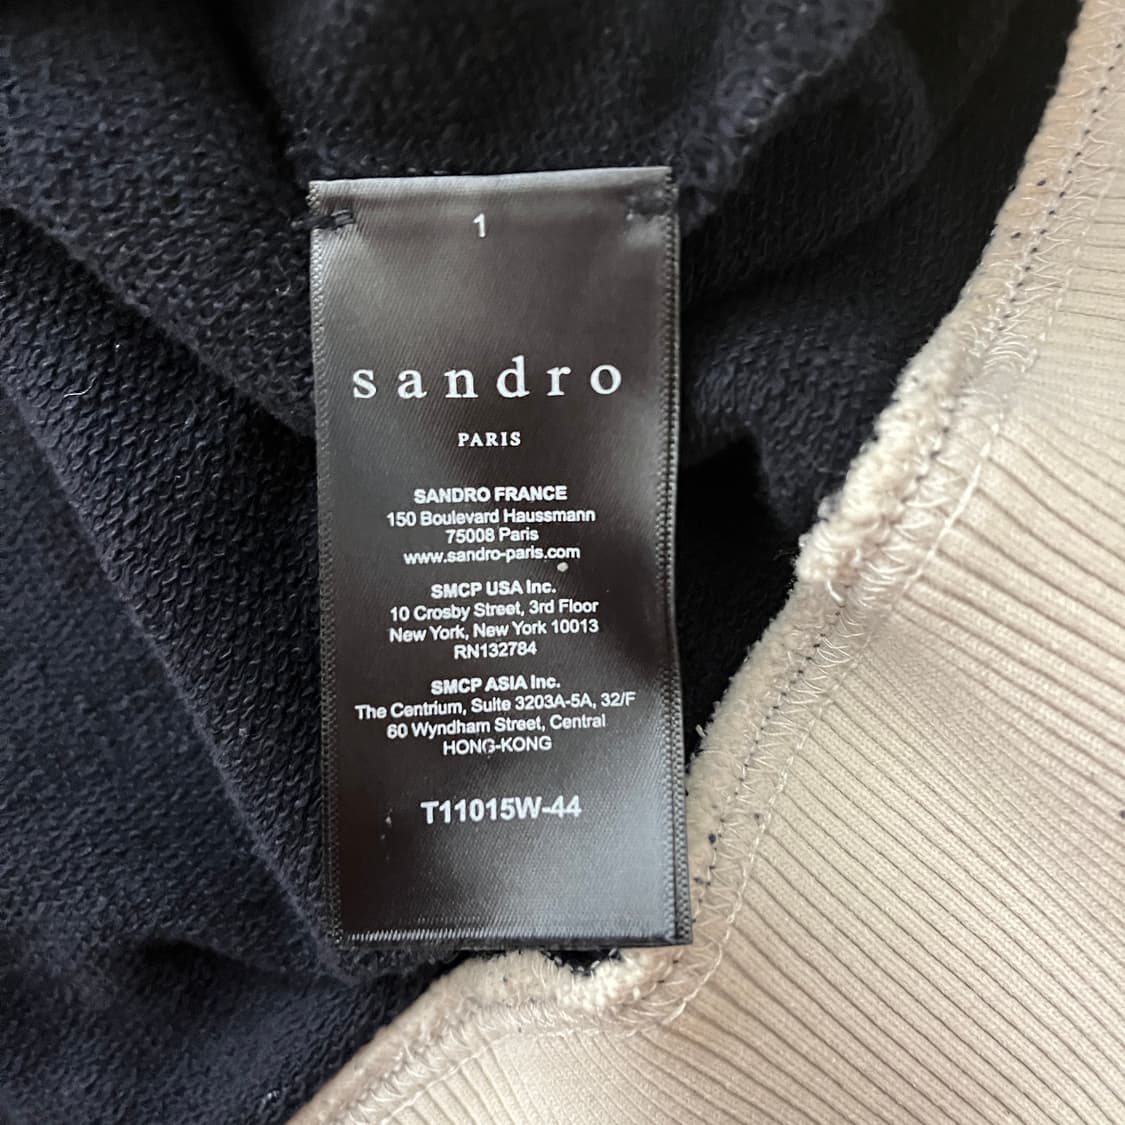 1
sandro
PARIS
SANDRO FRANCE
150 Boulevard Haussmann
75008 Paris
www.sandro-paris.com
SMCP USA Inc.
10 Crosby Street, 3rd Floor
New York, New York 10013
RN132784
SMCP ASIA Inc.
The Centrium, Suite 3203A-5A, 32/F
60 Wyndham Street, Central
HONG-KONG
T11015W-44